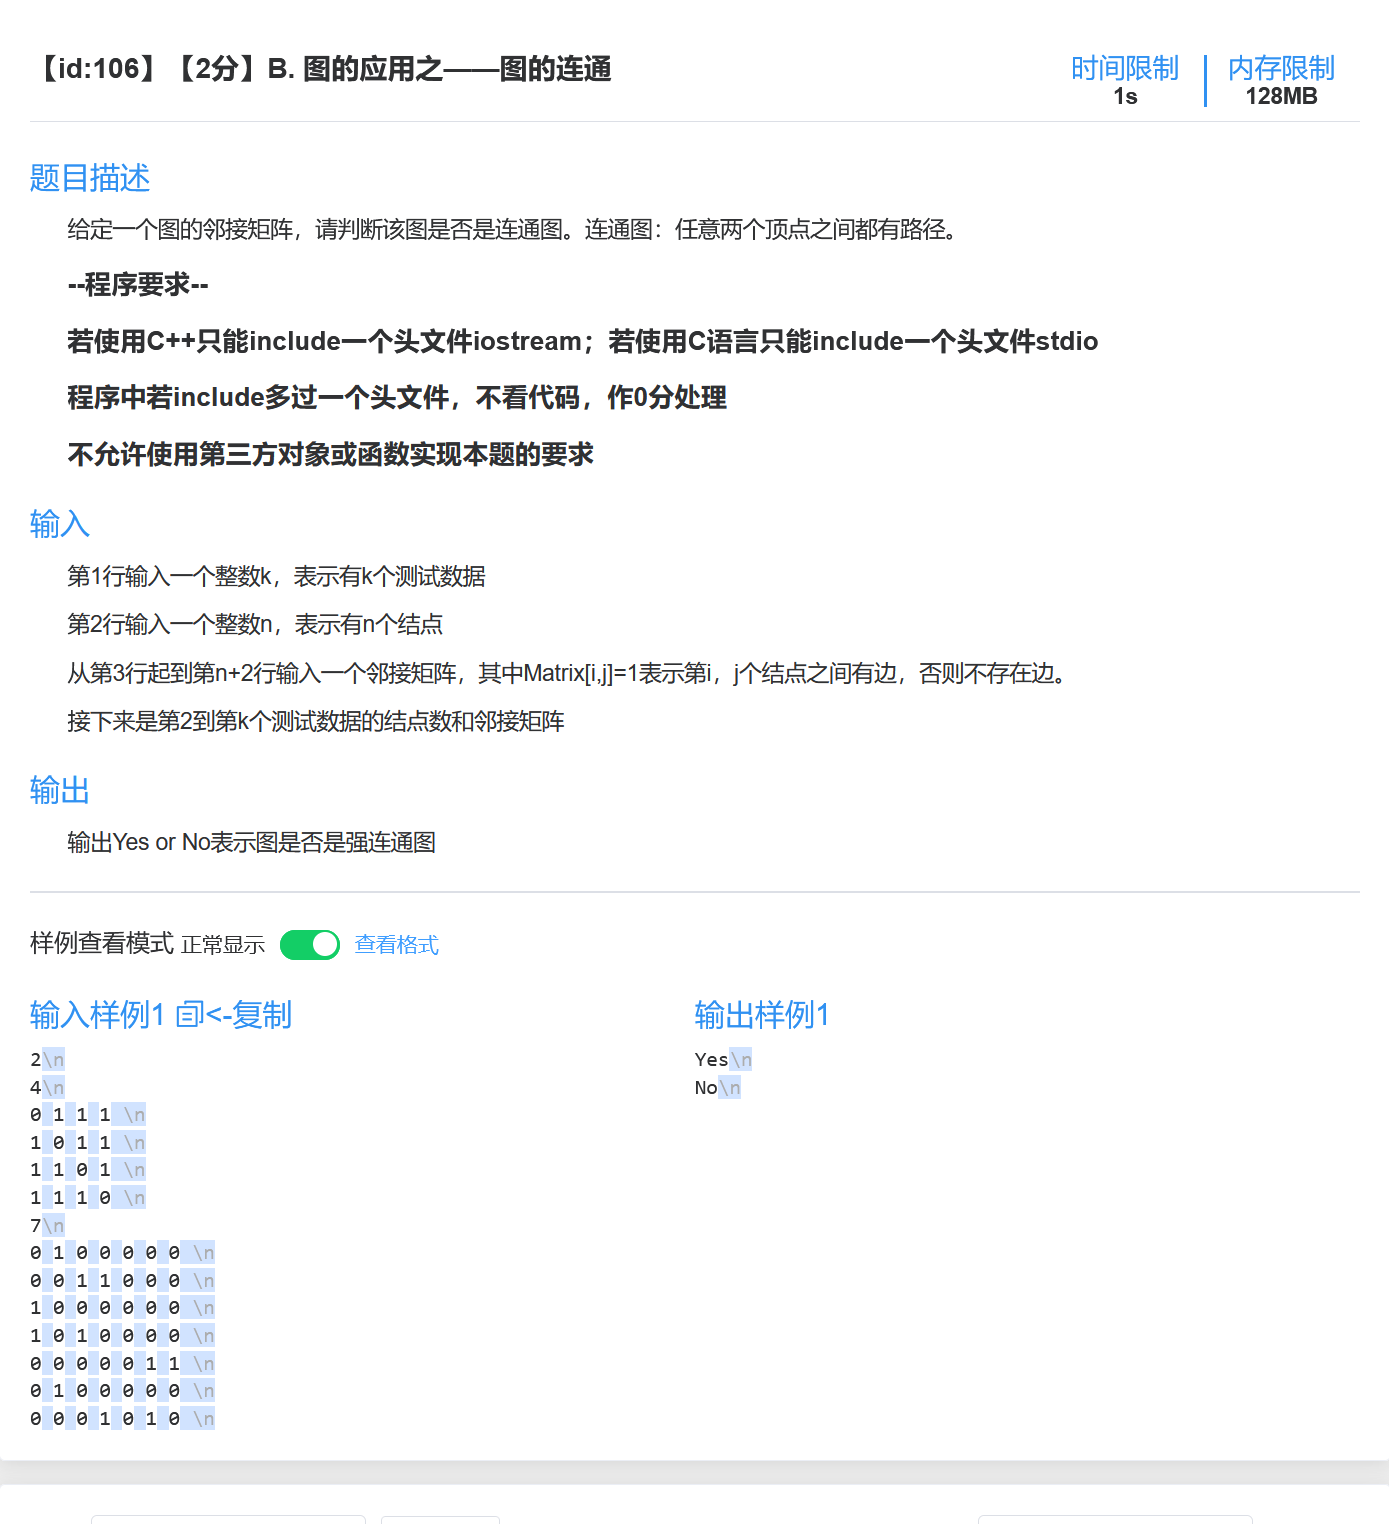 【id:106】【2分】B. 图的应用之——图的连通
时间限制
1s
内存限制
128MB
题目描述
给定一个图的邻接矩阵，请判断该图是否是连通图。连通图：任意两个顶点之间都有路径。
--程序要求--
若使用C++只能include一个头文件iostream；若使用C语言只能include一个头文件stdio
程序中若include多过一个头文件，不看代码，作0分处理
不允许使用第三方对象或函数实现本题的要求
输入
第1行输入一个整数k，表示有k个测试数据
第2行输入一个整数n，表示有n个结点
从第3行起到第n+2行输入一个邻接矩阵，其中Matrix[i,j]=1表示第i，j个结点之间有边，否则不存在边。
接下来是第2到第k个测试数据的结点数和邻接矩阵
输出
输出Yes or No表示图是否是强连通图
样例查看模式 正常显示 查看格式
输入样例1 <-复制
2\n
4\n
0 1 1 1 \n
1 0 1 1 \n
1 1 0 1 \n
1 1 1 0 \n
7\n
0 1 0 0 0 0 0 \n
0 0 1 1 0 0 0 \n
1 0 0 0 0 0 0 \n
1 0 1 0 0 0 0 \n
0 0 0 0 0 1 1 \n
0 1 0 0 0 0 0 \n
0 0 0 1 0 1 0 \n
输出样例1
Yes\n
No\n